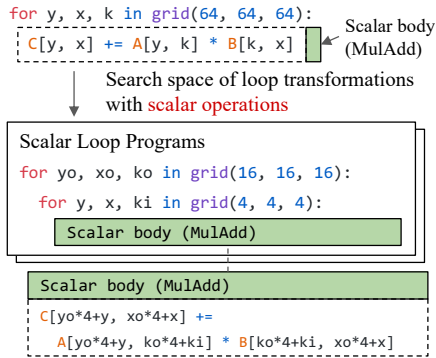 for y, x, k in grid(64, 64, 64):
C[y, x] += A[y, k] * B[k, x]
Scalar body
(MulAdd)
Search space of loop transformations
with scalar operations
Scalar Loop Programs
for yo, xo, ko in grid(16, 16, 16):
for y, x, ki in grid(4, 4, 4):
Scalar body (MulAdd)
Scalar body (MulAdd)
C[yo*4+y, xo*4+x] +=
A[yo*4+y, ko*4+ki] * B[ko*4+ki, xo*4+x]